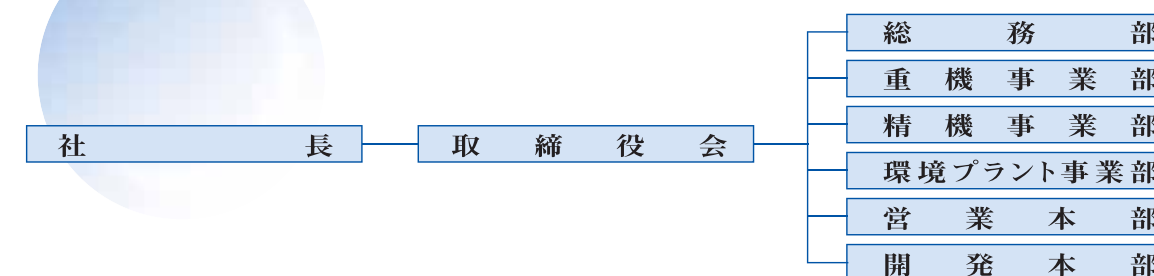 社長
取締役会
総務部
重機事業部
精機事業部
環境プラント事業部
営業本部
開発本部